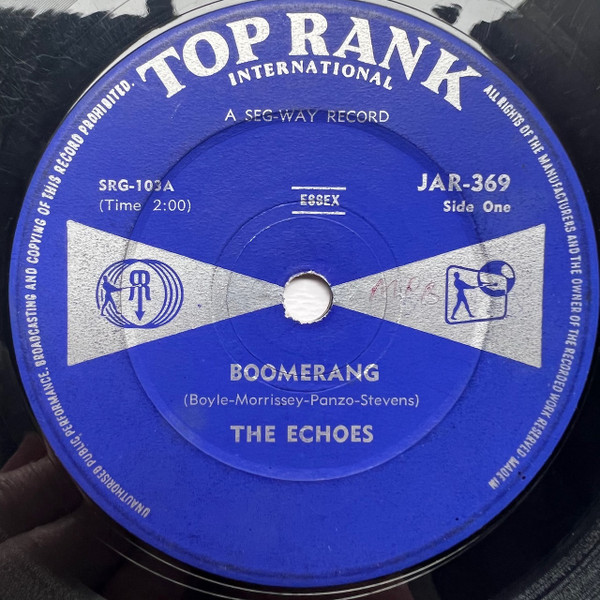 TOP RANK
INTERNATIONAL
A SEG-WAY RECORD
SRG-103A
(Time 2:00)
ESSEX
JAR-369
Side One
BOOMERANG
(Boyle-Morrissey-Panzo-Stevens)
THE ECHOES
ALL RIGHTS OF THE MANUFACTURERS AND THE OWNER OF THE RECORDED WORK RESERVED MADE IN
UNAUTHORISED PUBLIC PERFORMANCE, BROADCASTING AND COPYING OF THIS RECORD PROHIBITED.